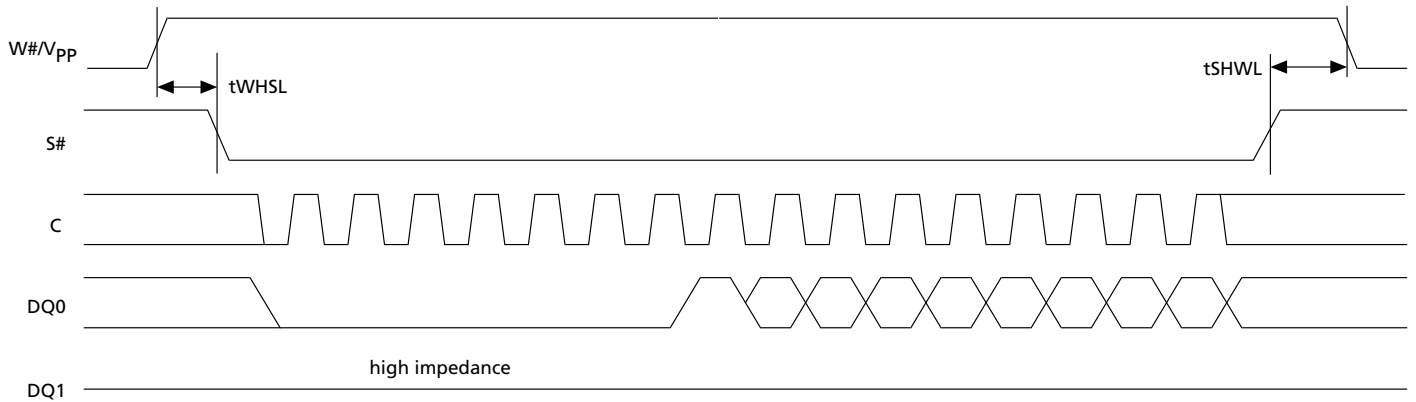 W#/VPP
tWHSL
tSHWL
S#
C
DQ0
high impedance
DQ1